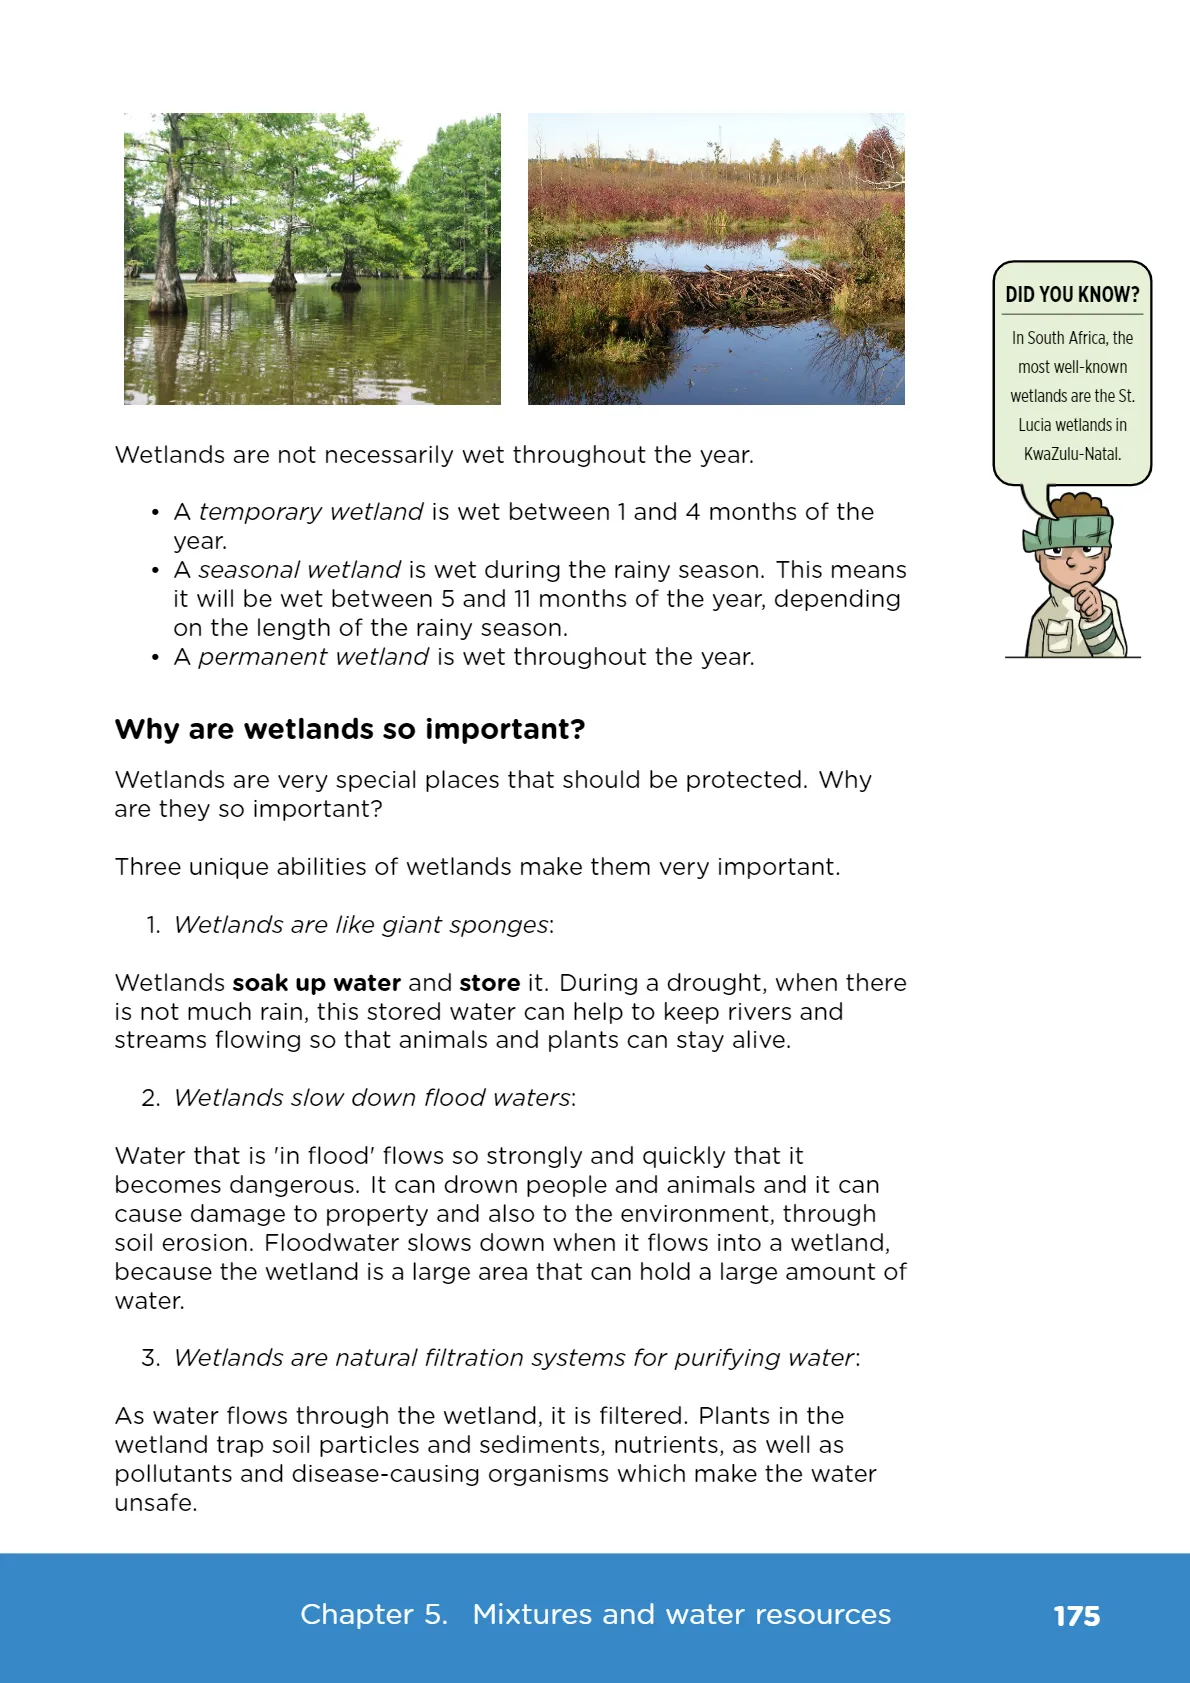 DID YOU KNOW?
In South Africa, the
most well-known
wetlands are the St.
Lucia wetlands in
KwaZulu-Natal.
Wetlands are not necessarily wet throughout the year.
• A temporary wetland is wet between 1 and 4 months of the
year.
• A seasonal wetland is wet during the rainy season. This means
it will be wet between 5 and 11 months of the year, depending
on the length of the rainy season.
• A permanent wetland is wet throughout the year.
Why are wetlands so important?
Wetlands are very special places that should be protected. Why
are they so important?
Three unique abilities of wetlands make them very important.
1. Wetlands are like giant sponges:
Wetlands soak up water and store it. During a drought, when there
is not much rain, this stored water can help to keep rivers and
streams flowing so that animals and plants can stay alive.
2. Wetlands slow down flood waters:
Water that is 'in flood' flows so strongly and quickly that it
becomes dangerous. It can drown people and animals and it can
cause damage to property and also to the environment, through
soil erosion. Floodwater slows down when it flows into a wetland,
because the wetland is a large area that can hold a large amount of
water.
3. Wetlands are natural filtration systems for purifying water:
As water flows through the wetland, it is filtered. Plants in the
wetland trap soil particles and sediments, nutrients, as well as
pollutants and disease-causing organisms which make the water
unsafe.
Chapter 5. Mixtures and water resources 175